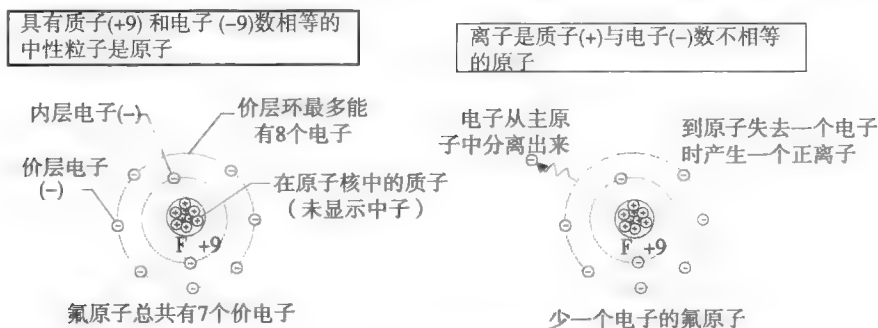 具有质子(+9) 和电子 (-9)数相等的
中性粒子是原子
内层电子(-)
价层环最多能
有8个电子
价层电子
(-)
在原子核中的质子
（未显示中子）
F +9
氟原子总共有7个价电子
离子是质子(+)与电子(-)数不相等
的原子
电子从主原
子中分离出来
到原子失去一个电子
时产生一个正离子
F +9
少一个电子的氟原子